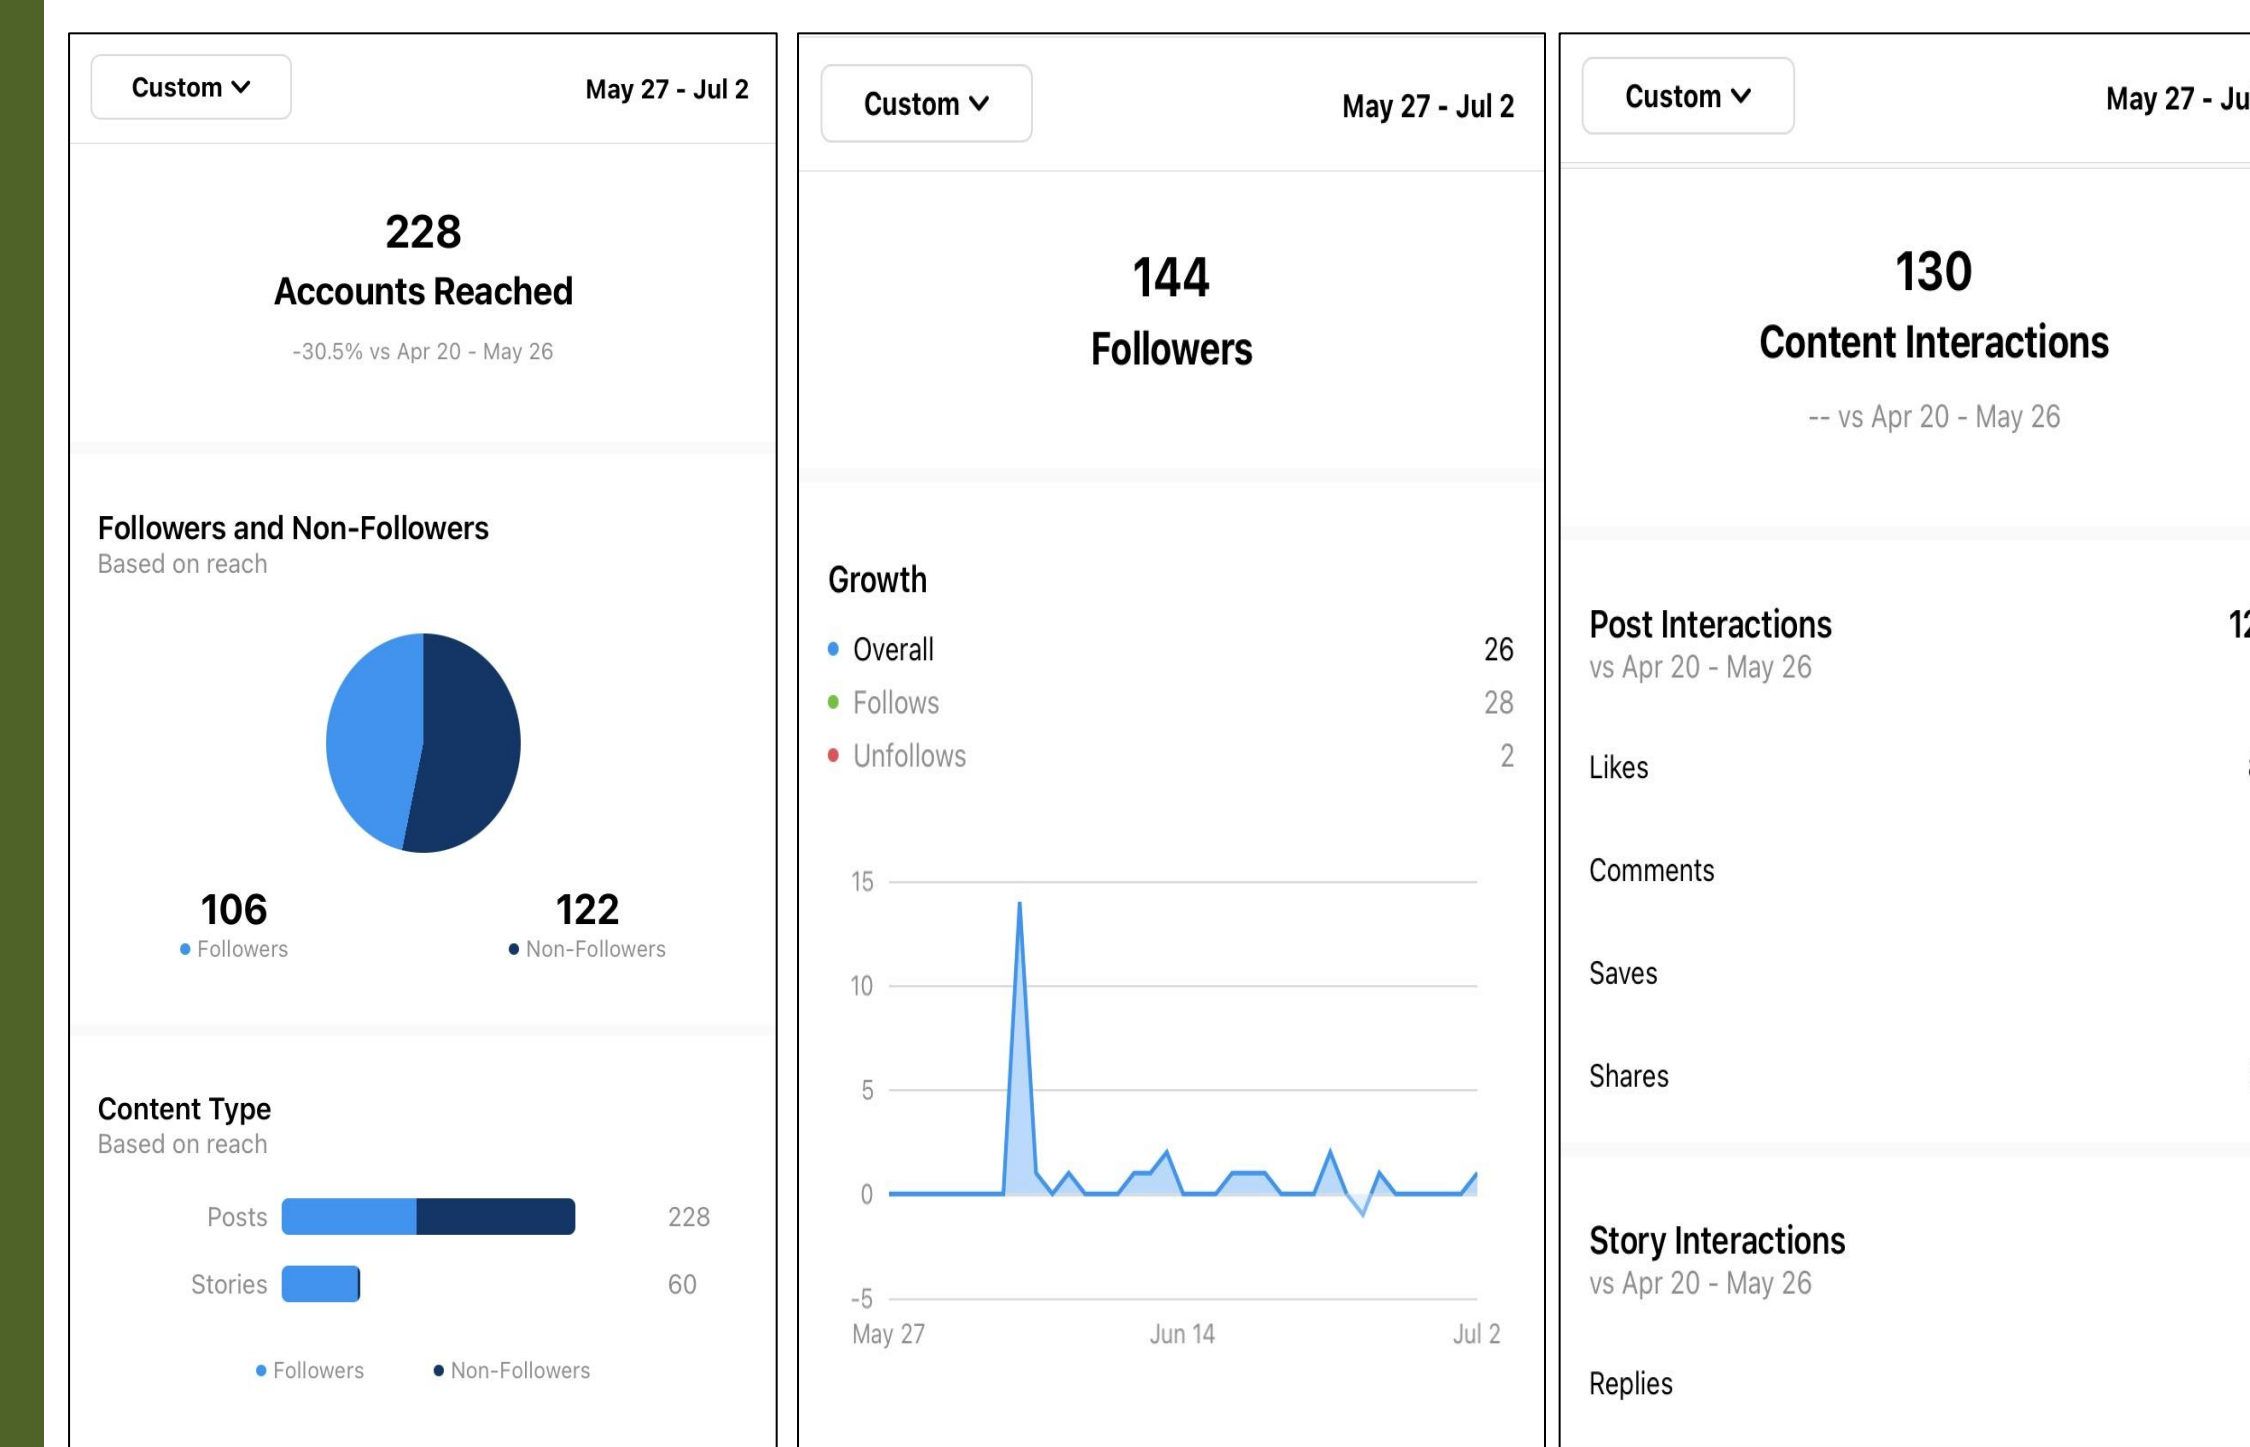 Custom
May 27 - Jul 2
228
Accounts Reached
-30.5% vs Apr 20 - May 26
Followers and Non-Followers
Based on reach
106
Followers
122
Non-Followers
Content Type
Based on reach
Posts
228
Stories
60
Followers
Non-Followers
Custom
May 27 - Jul 2
144
Followers
Growth
Overall
26
Follows
28
Unfollows
2
15
10
5
0
-5
May 27
Jun 14
Jul 2
Custom
May 27 -
130
Content Interactions
-- vs Apr 20 - May 26
Post Interactions
vs Apr 20 - May 26
Likes
Comments
Saves
Shares
Story Interactions
vs Apr 20 - May 26
Replies